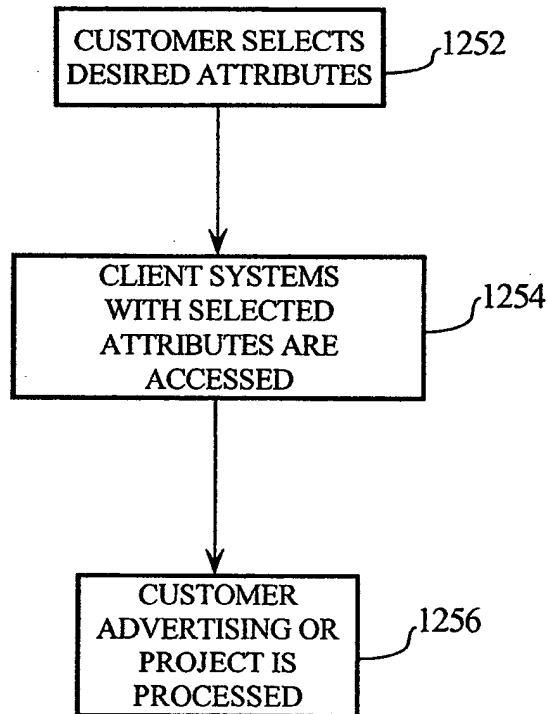 CUSTOMER SELECTS
DESIRED ATTRIBUTES
1252
CLIENT SYSTEMS
WITH SELECTED
ATTRIBUTES ARE
ACCESSED
1254
CUSTOMER
ADVERTISING OR
PROJECT IS
PROCESSED
1256